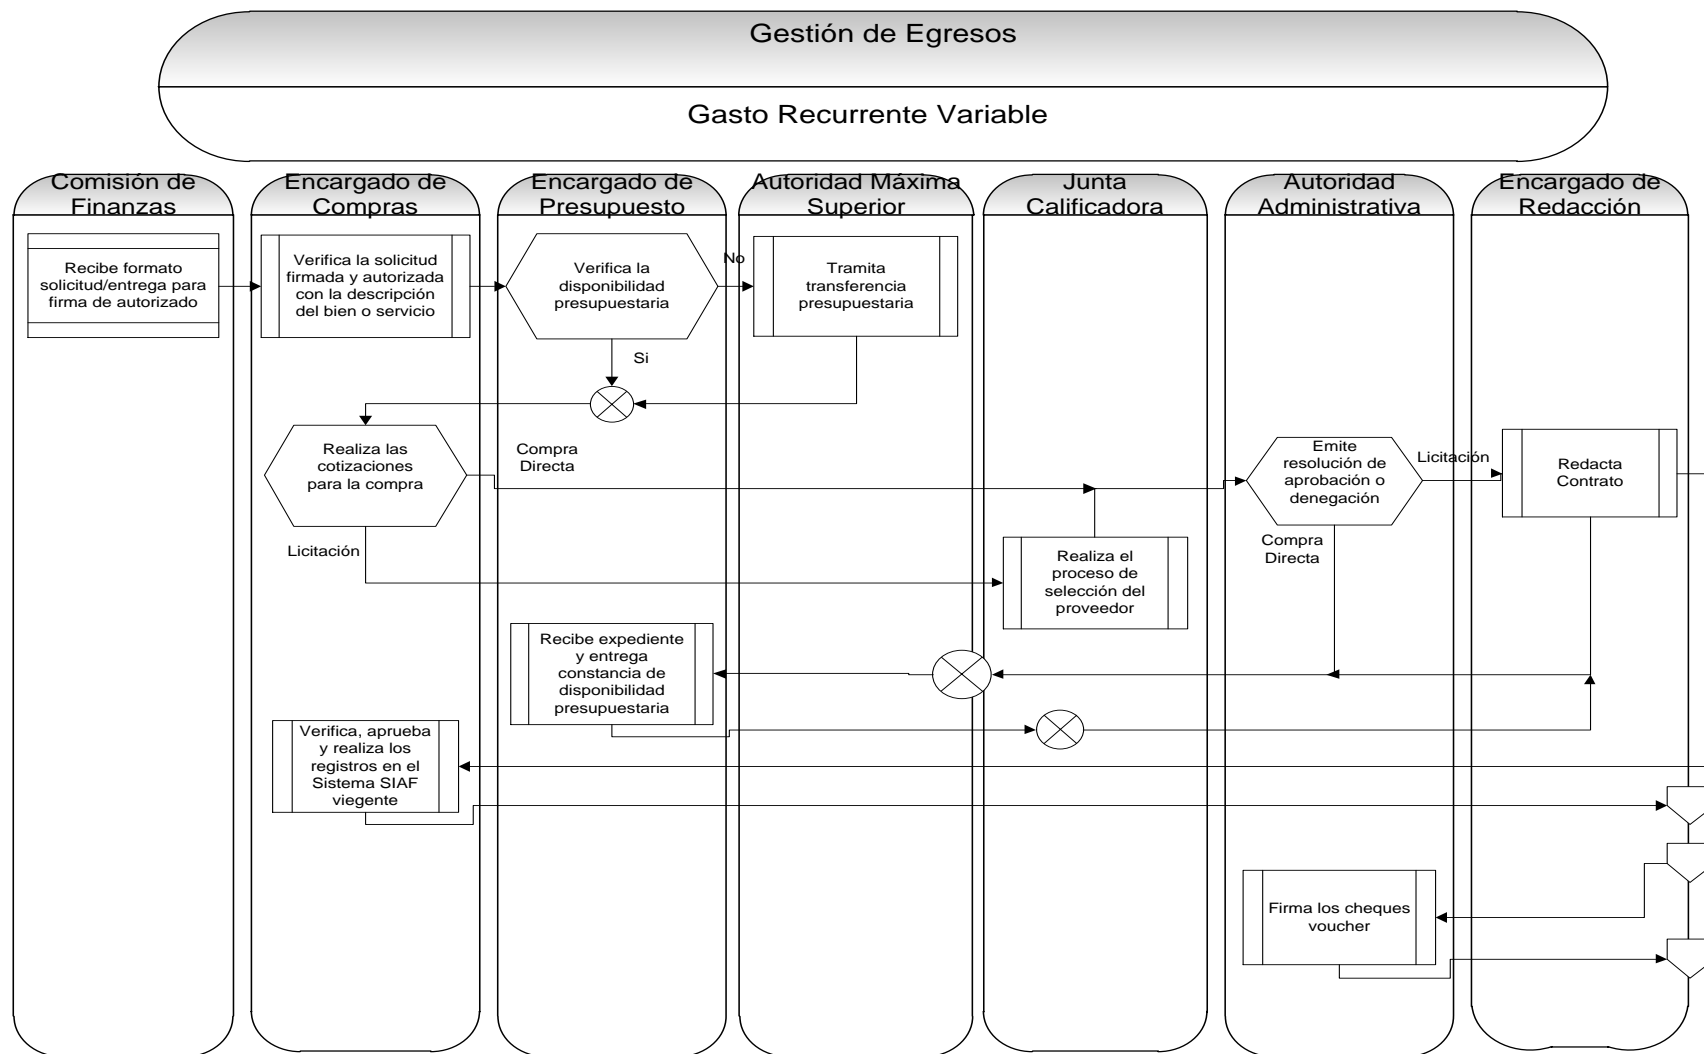 Gestión de Egresos
Gasto Recurrente Variable
Comisión de
Finanzas
Encargado de
Compras
Encargado de
Presupuesto
Autoridad Máxima
Superior
Junta
Calificadora
Autoridad
Administrativa
Encargado de
Redacción
Recibe formato
solicitud/entrega para
firma de autorizado
Verifica la solicitud
firmada y autorizada
con la descripción
del bien o servicio
Verifica la
disponibilidad
presupuestaria
No
Tramita
transferencia
presupuestaria
Si
Realiza las
cotizaciones
para la compra
Compra
Directa
Emite
resolución de
aprobación o
denegación
Licitación
Redacta
Contrato
Licitación
Compra
Directa
Realiza el
proceso de
selección del
proveedor
Recibe expediente
y entrega
constancia de
disponibilidad
presupuestaria
Verifica, aprueba
y realiza los
registros en el
Sistema SIAF
viegente
Firma los cheques
voucher